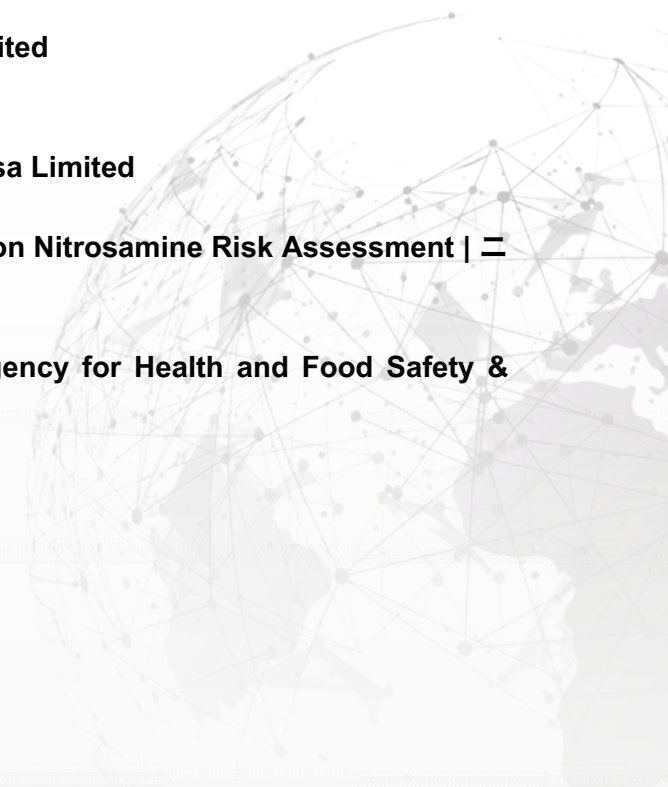 ited
sa Limited
on Nitrosamine Risk Assessment | 二
gency for Health and Food Safety &